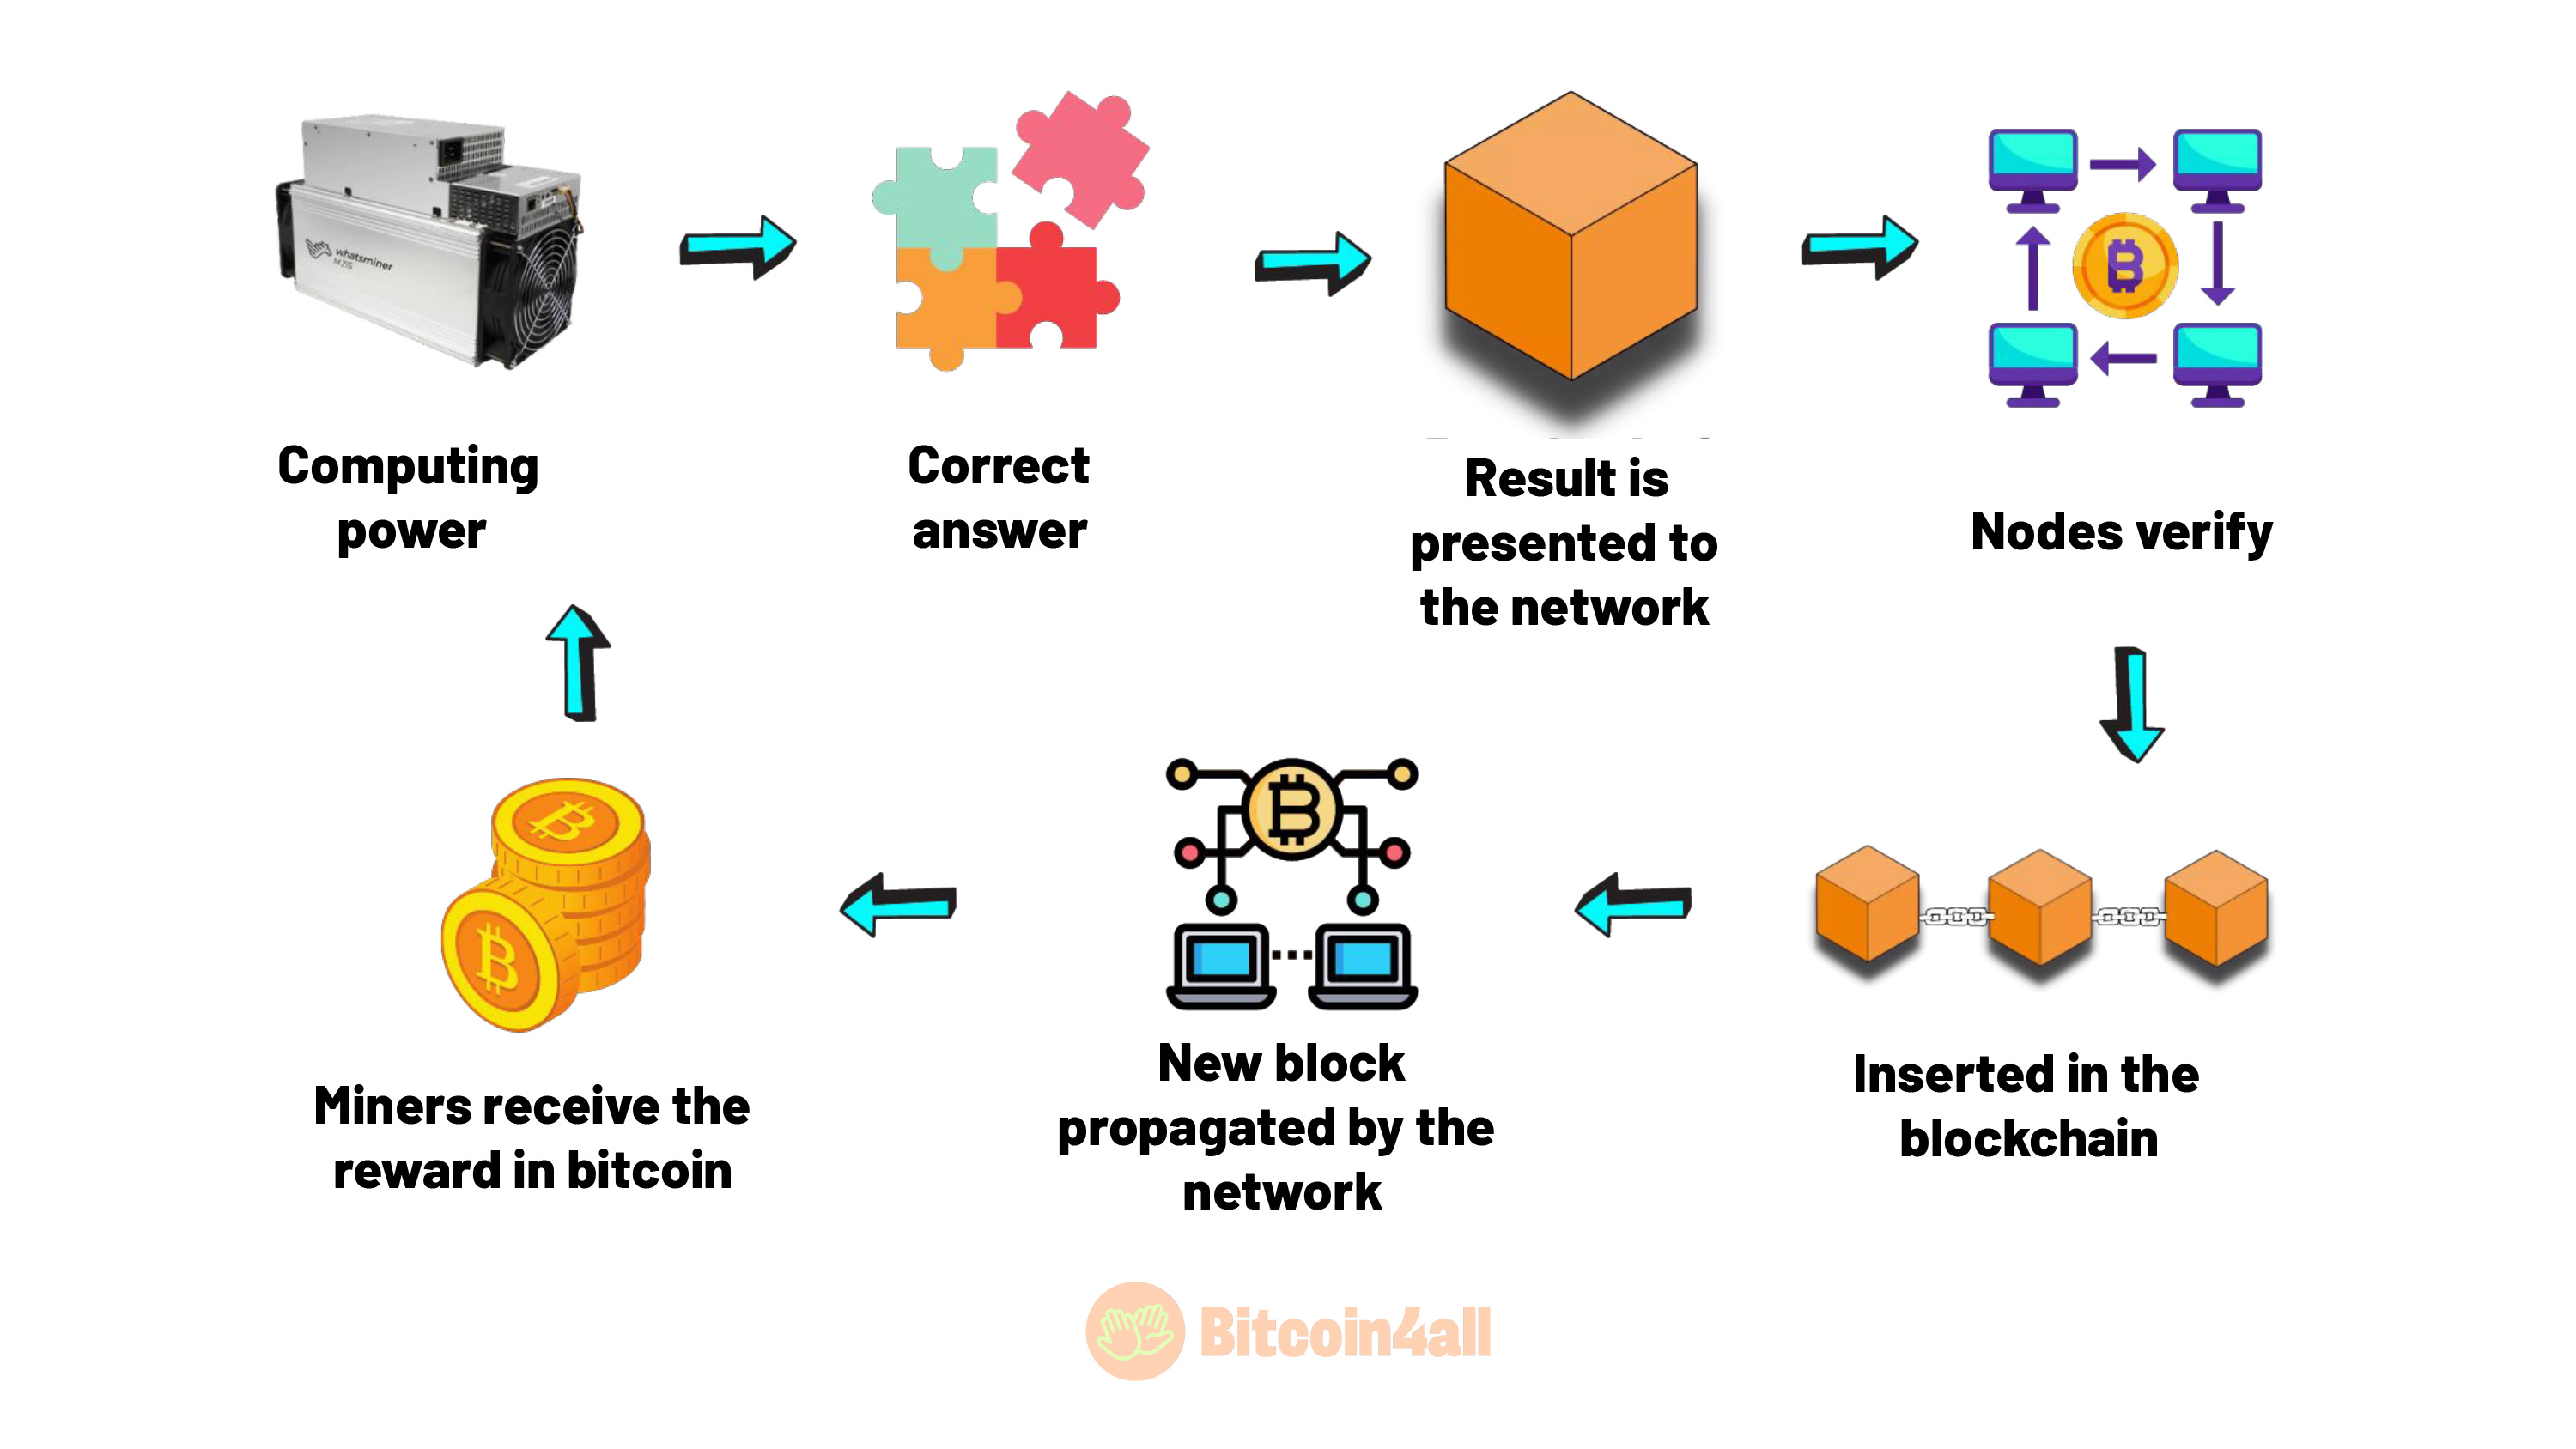 whatsminer
M21S
Computing
power
Correct
answer
Result is
presented to
the network
Nodes verify
Miners receive the
reward in bitcoin
New block
propagated by the
network
Inserted in the
blockchain
Bitcoin4all